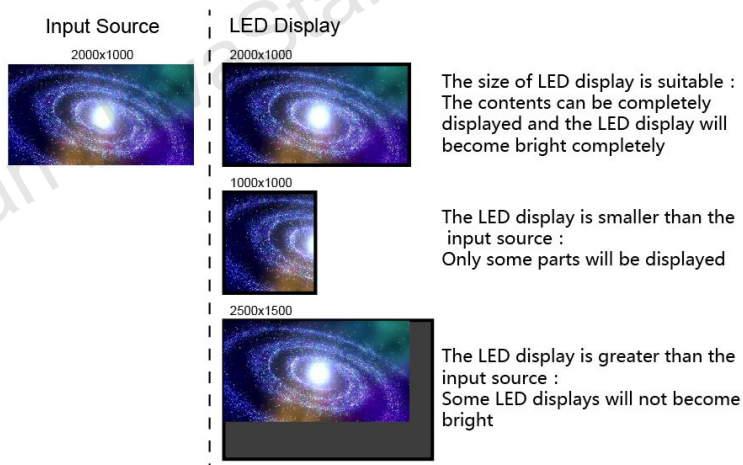 Input Source
LED Display
2000x1000
2000x1000
The size of LED display is suitable :
The contents can be completely
displayed and the LED display will
become bright completely
1000x1000
The LED display is smaller than the
input source :
Only some parts will be displayed
2500x1500
The LED display is greater than the
input source :
Some LED displays will not become
bright